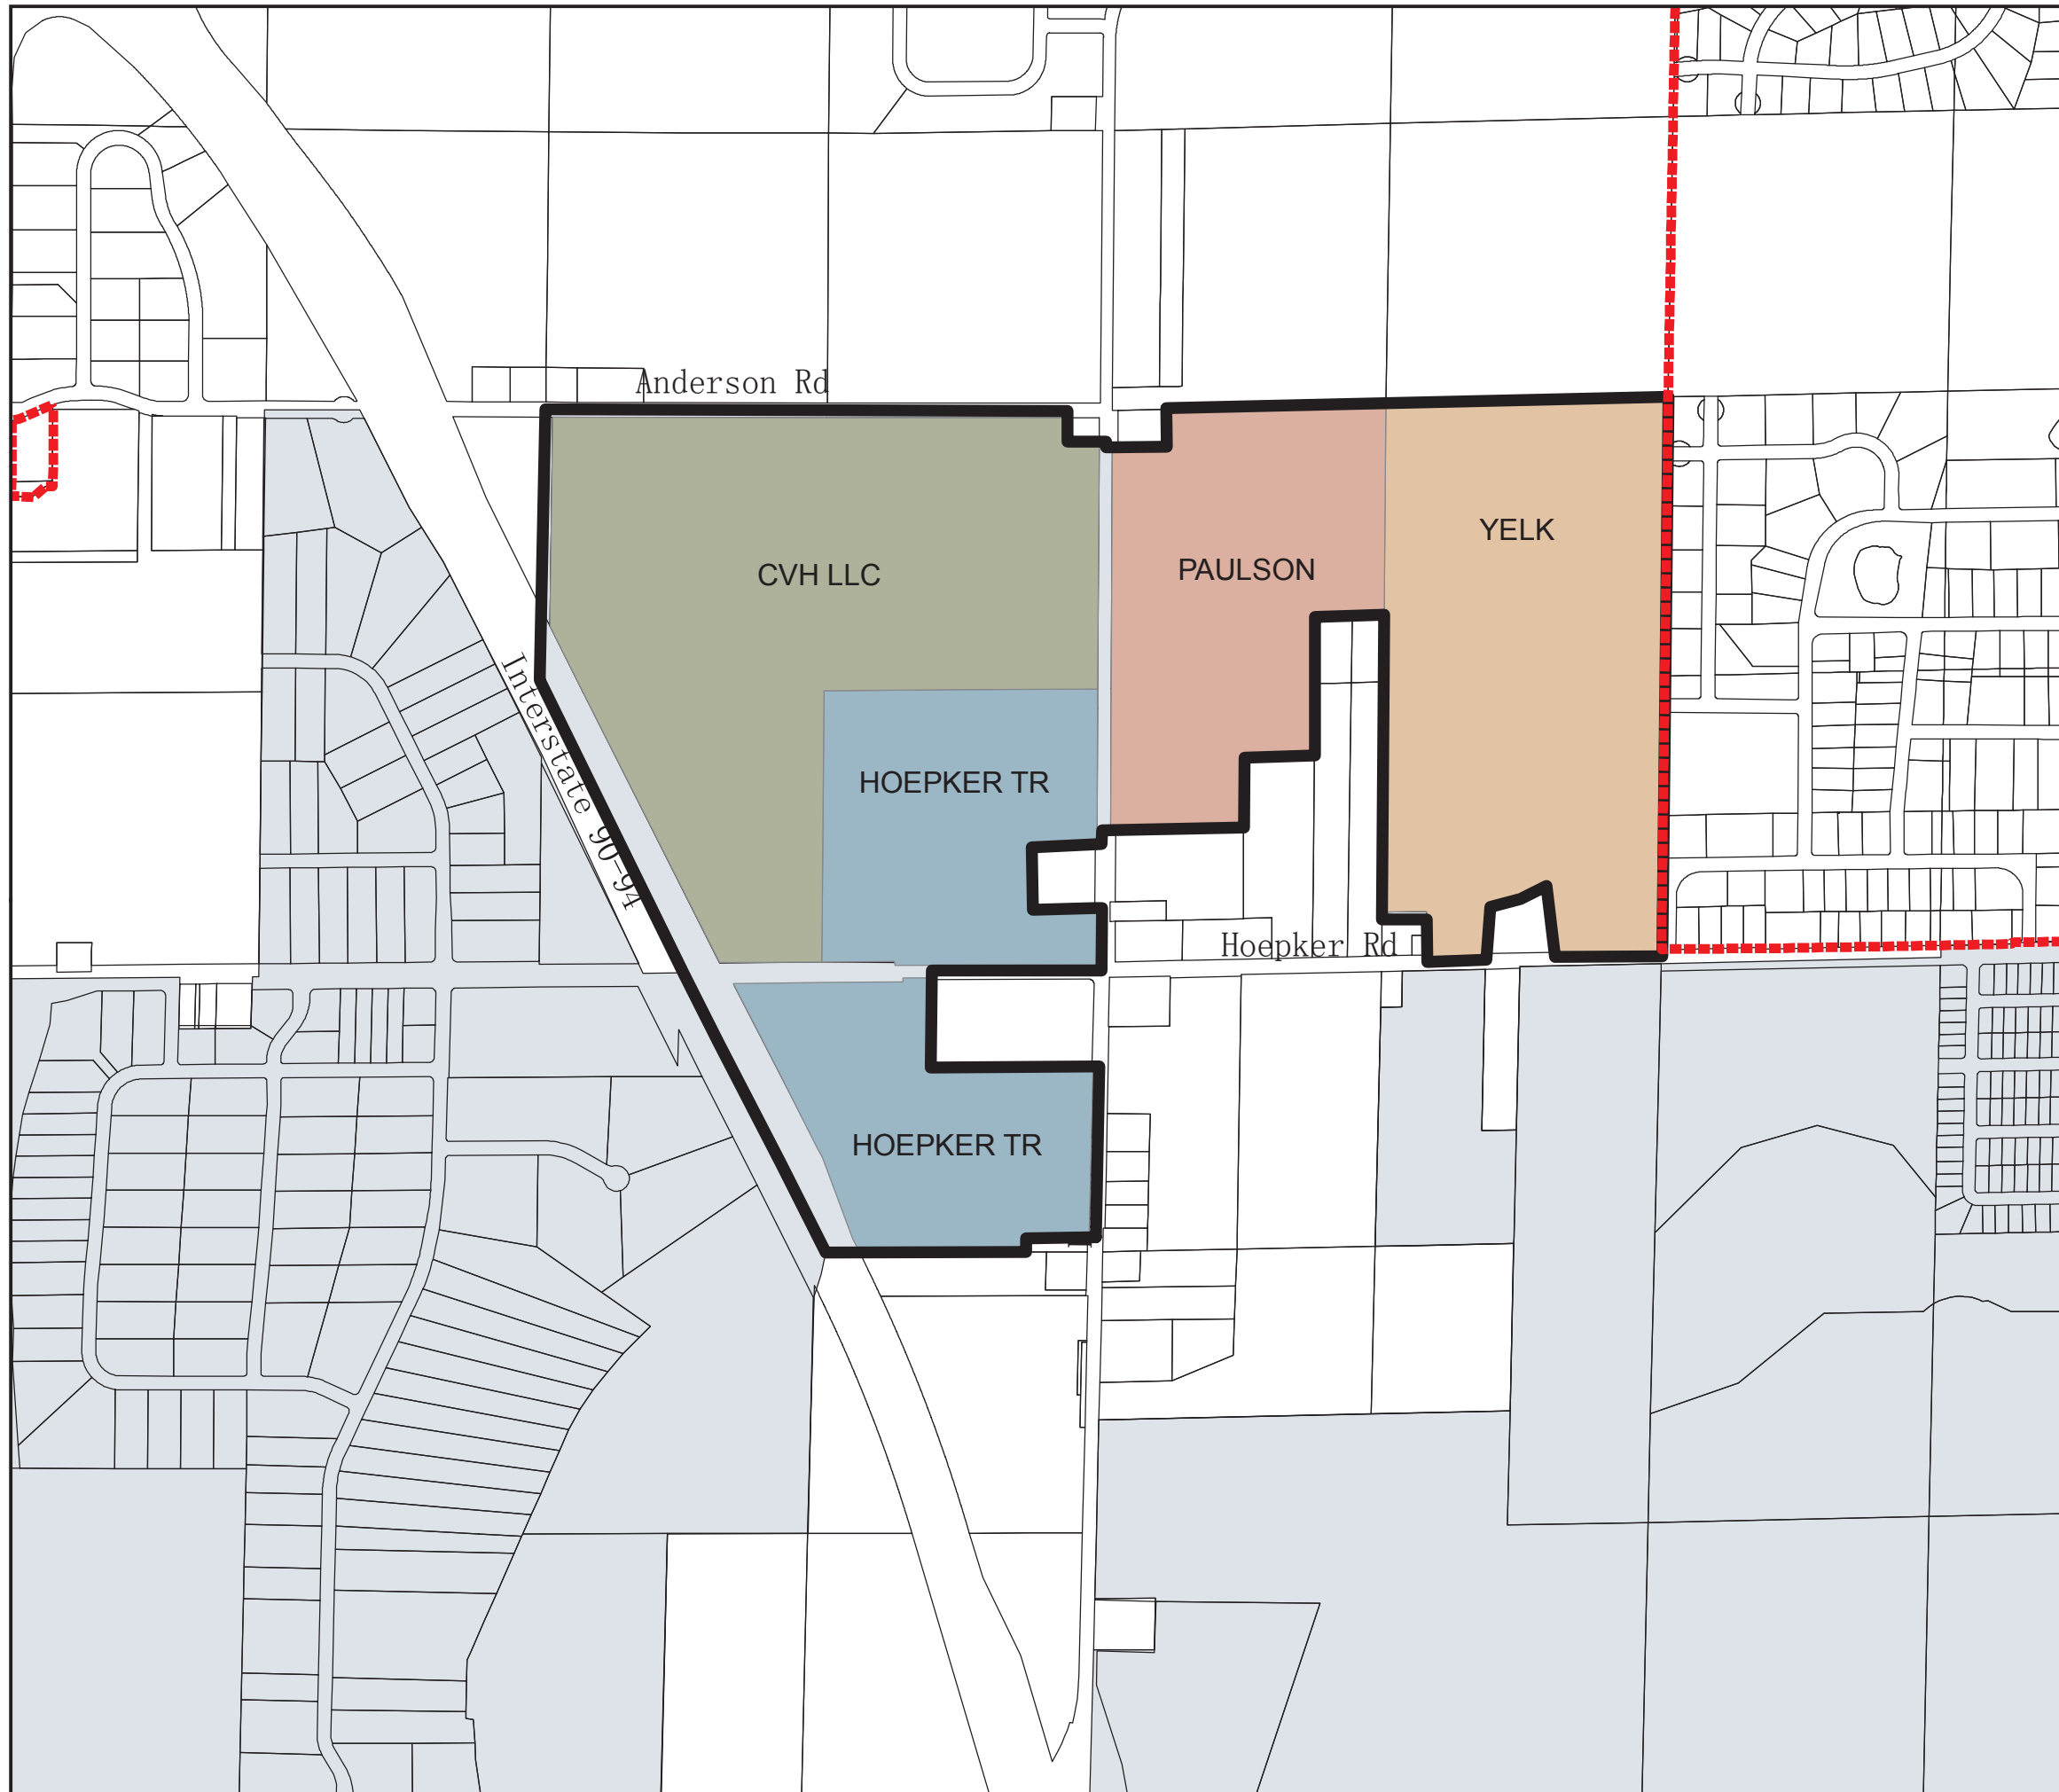 Anderson Rd
YELK
CVH LLC
PAULSON
Interstate 90-94
HOEPKER TR
Hoepker Rd
HOEPKER TR